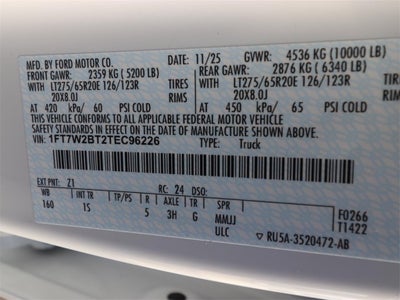 MFD. BY FORD MOTOR CO. 11/25 GVWR: 4536 KG (10000 LB)
FRONT GAWR: 2359 KG (5200 LB) REAR GAWR: 2876 KG (6340 LB)
LT275/65R20E 126/123R TIRES LT275/65R20E 126/123R
20X8.0J RIMS 20X8.0J
AT 420 kPa/ 60 PSI COLD AT 450 kPa/ 65 PSI COLD
THIS VEHICLE CONFORMS TO ALL APPLICABLE FEDERAL MOTOR VEHICLE
SAFETY STANDARDS IN EFFECT ON THE DATE OF MANUFACTURE SHOWN ABOVE.
VIN: 1FT7W2BT2TEC96226 TYPE: Truck
EXT PNT: Z1 RC: 24 DSO:
WB INT TR TP/PS R AXLE TR SPR F0266
160 15 5 3H G MMJJ T1422
ULC RU5A-3520472-AB